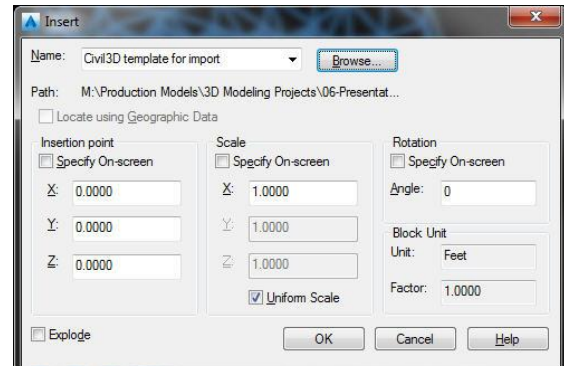 Insert
Name: Civil3D template for import Browse...
Path: M:\Production Models\3D Modeling Projects\06-Presentat...
Locate using Geographic Data
Insertion point Scale Rotation
Specify On-screen Specify On-screen Specify On-screen
X: 0.0000 X: 1.0000 Angle: 0
Y: 0.0000 Y: 1.0000 Block Unit
Z: 0.0000 Z: 1.0000 Unit: Feet
Uniform Scale Factor: 1.0000
Explode OK Cancel Help